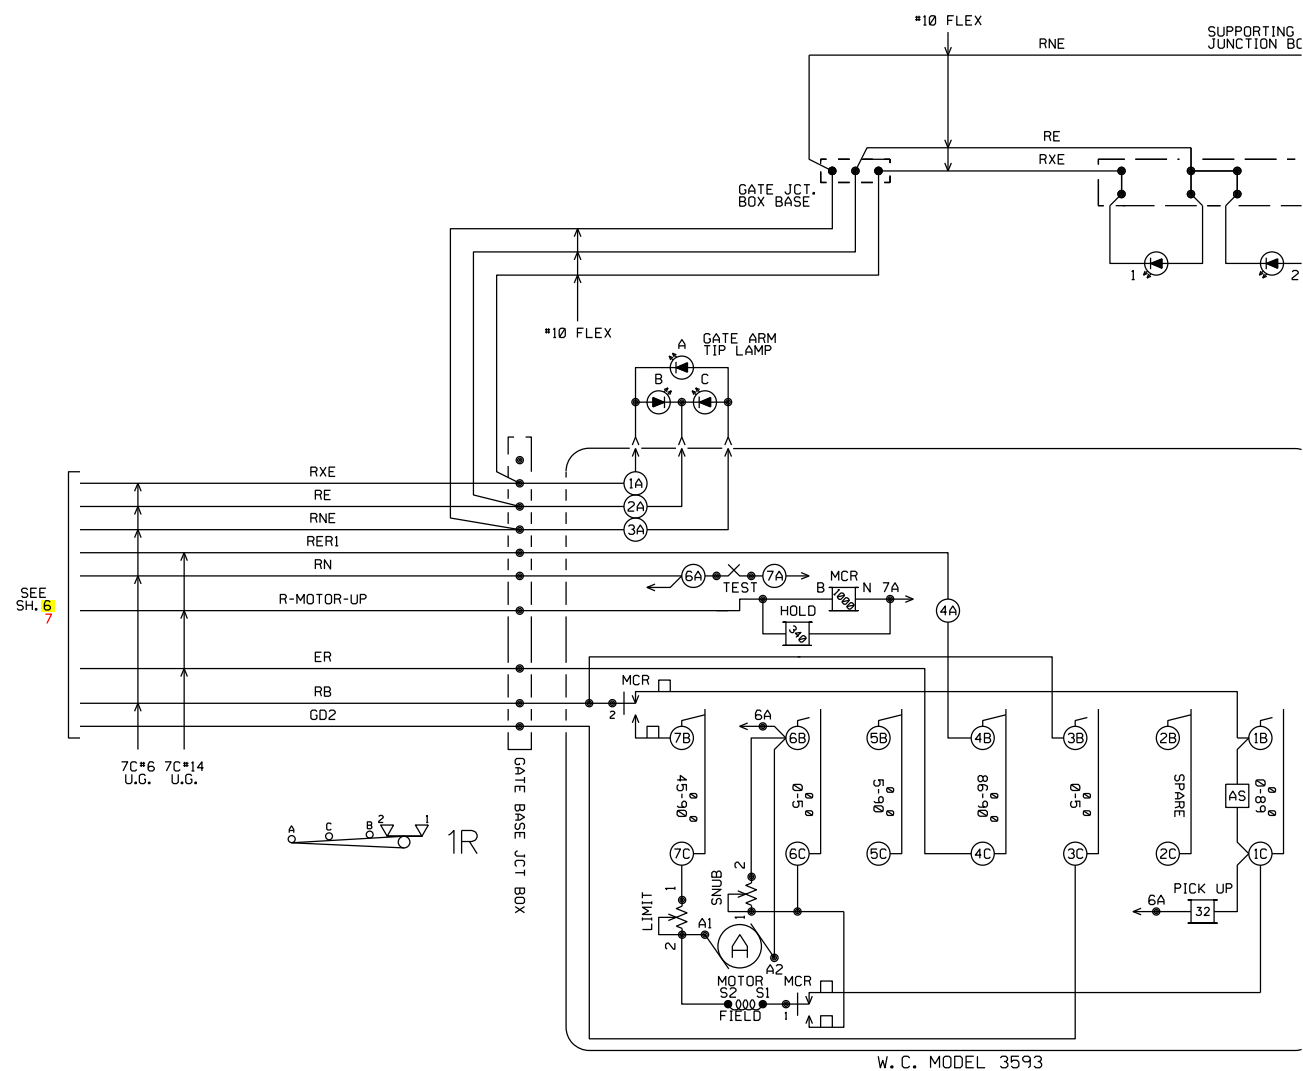 #10 FLEX
RNE
SUPPORTING
JUNCTION BO
RE
RXE
GATE JCT.
BOX BASE
1
2
#10 FLEX
GATE ARM
TIP LAMP
A
B
C
RXE
1A
RE
2A
RNE
3A
RER1
RN
6A
TEST
7A
MCR
B
N
7A
1000
SEE
SH. 6
7
R-MOTOR-UP
HOLD
340
4A
ER
MCR
RB
2
GD2
6A
7B
6B
5B
4B
3B
2B
1B
7C#6
U.G.
7C#14
U.G.
GATE BASE JCT BOX
45-90
0-5
5-90
86-90
0-5
SPARE
0-89
AS
A
C
B
2
1
1R
7C
6C
5C
4C
3C
2C
1C
LIMIT
1
2
SNUB
2
1
PICK UP
6A
32
A1
A
A2
MOTOR
S2
S1
FIELD
MCR
1
W.C. MODEL 3593